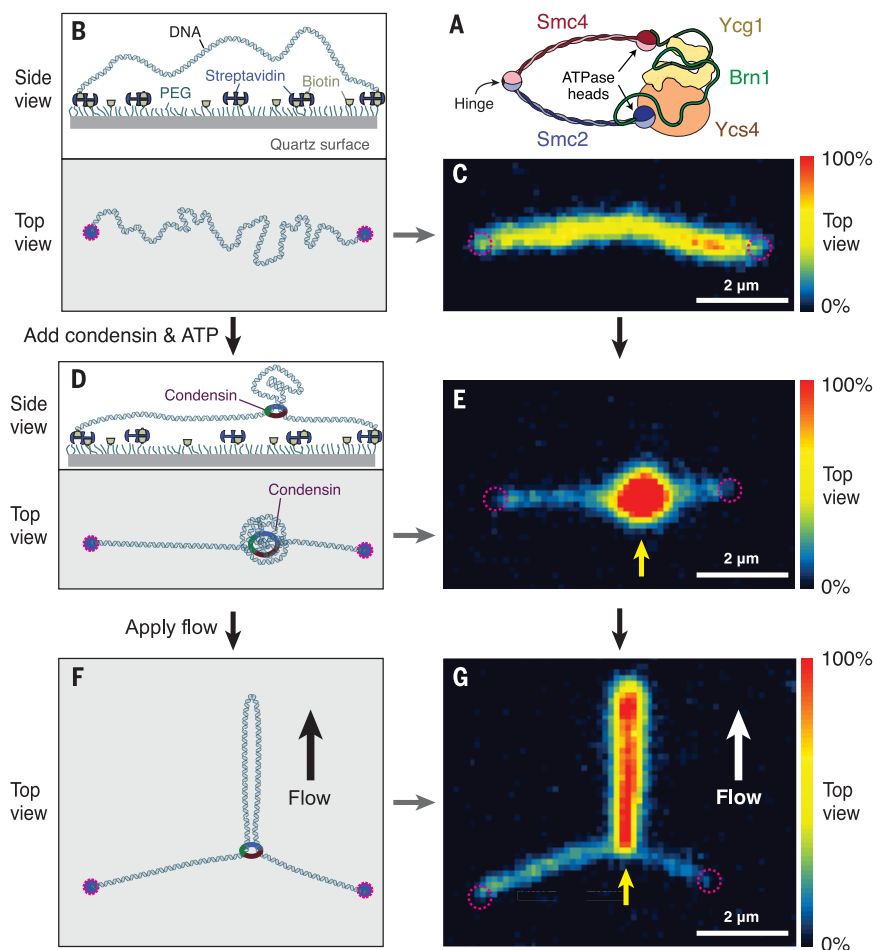 B
DNA
Side
view
Streptavidin
Biotin
PEG
Quartz surface
Top
view
A
Smc4
Ycg1
ATPase
heads
Brn1
Hinge
Smc2
Ycs4
C
100%
Top
view
2 µm
0%
Add condensin & ATP
D
Side
view
Condensin
Top
view
Condensin
E
100%
Top
view
2 µm
0%
Apply flow
F
Top
view
Flow
G
100%
Flow
Top
view
2 µm
0%